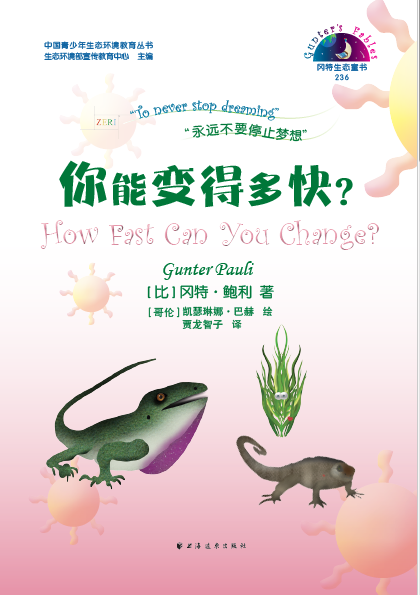 中国青少年生态环境教育丛书
生态环境部宣传教育中心 主编
Gunter's Fables
冈特生态童书
236
ZERI
“To never stop dreaming”
“永远不要停止梦想”
你能变得多快?
How Fast Can You Change?
Gunter Pauli
[比]冈特·鲍利 著
[哥伦]凯瑟琳娜·巴赫 绘
贾龙智子 译
上海远东出版社